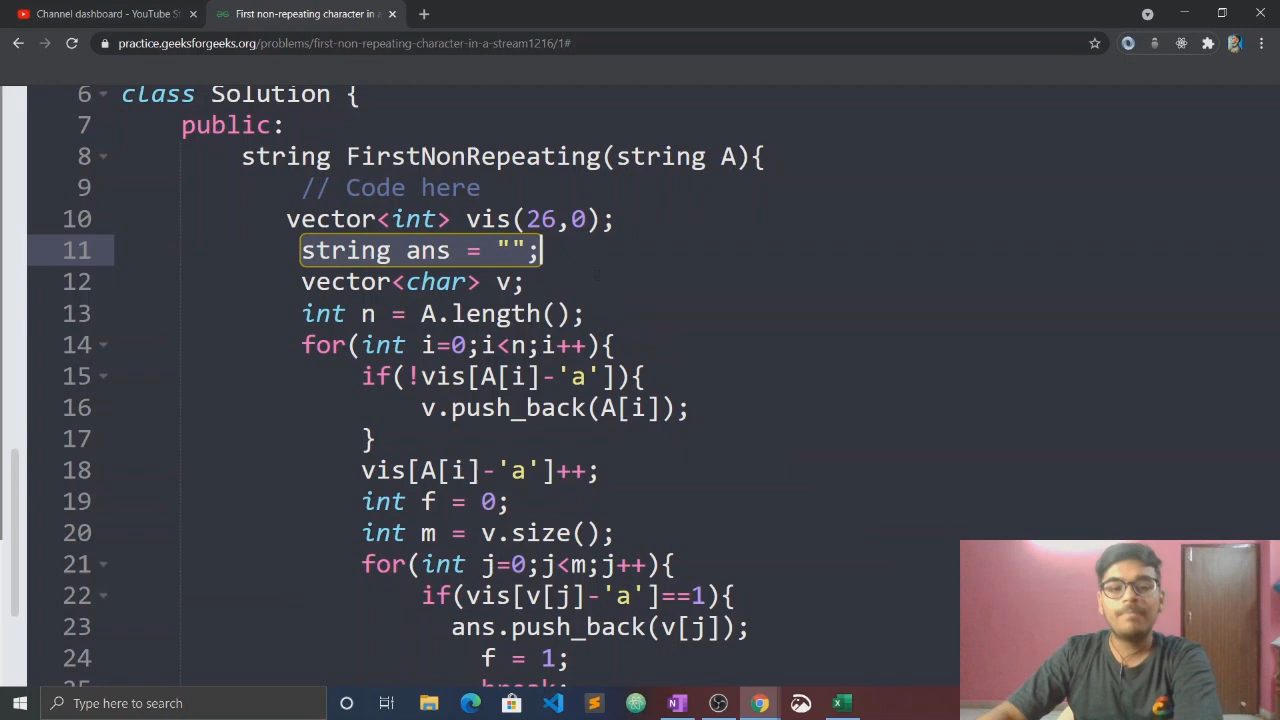 Channel dashboard - YouTube St
First non-repeating character in a
practice.geeksforgeeks.org/problems/first-non-repeating-character-in-a-stream1216/1#
6 class Solution {
7 public:
8 string FirstNonRepeating(string A){
9 // Code here
10 vector<int> vis(26,0);
11 string ans = "";
12 vector<char> v;
13 int n = A.length();
14 for(int i=0;i<n;i++){
15 if(!vis[A[i]-'a']){
16 v.push_back(A[i]);
17 }
18 vis[A[i]-'a']++;
19 int f = 0;
20 int m = v.size();
21 for(int j=0;j<m;j++){
22 if(vis[v[j]-'a']==1){
23 ans.push_back(v[j]);
24 f = 1;
25 break;
Type here to search